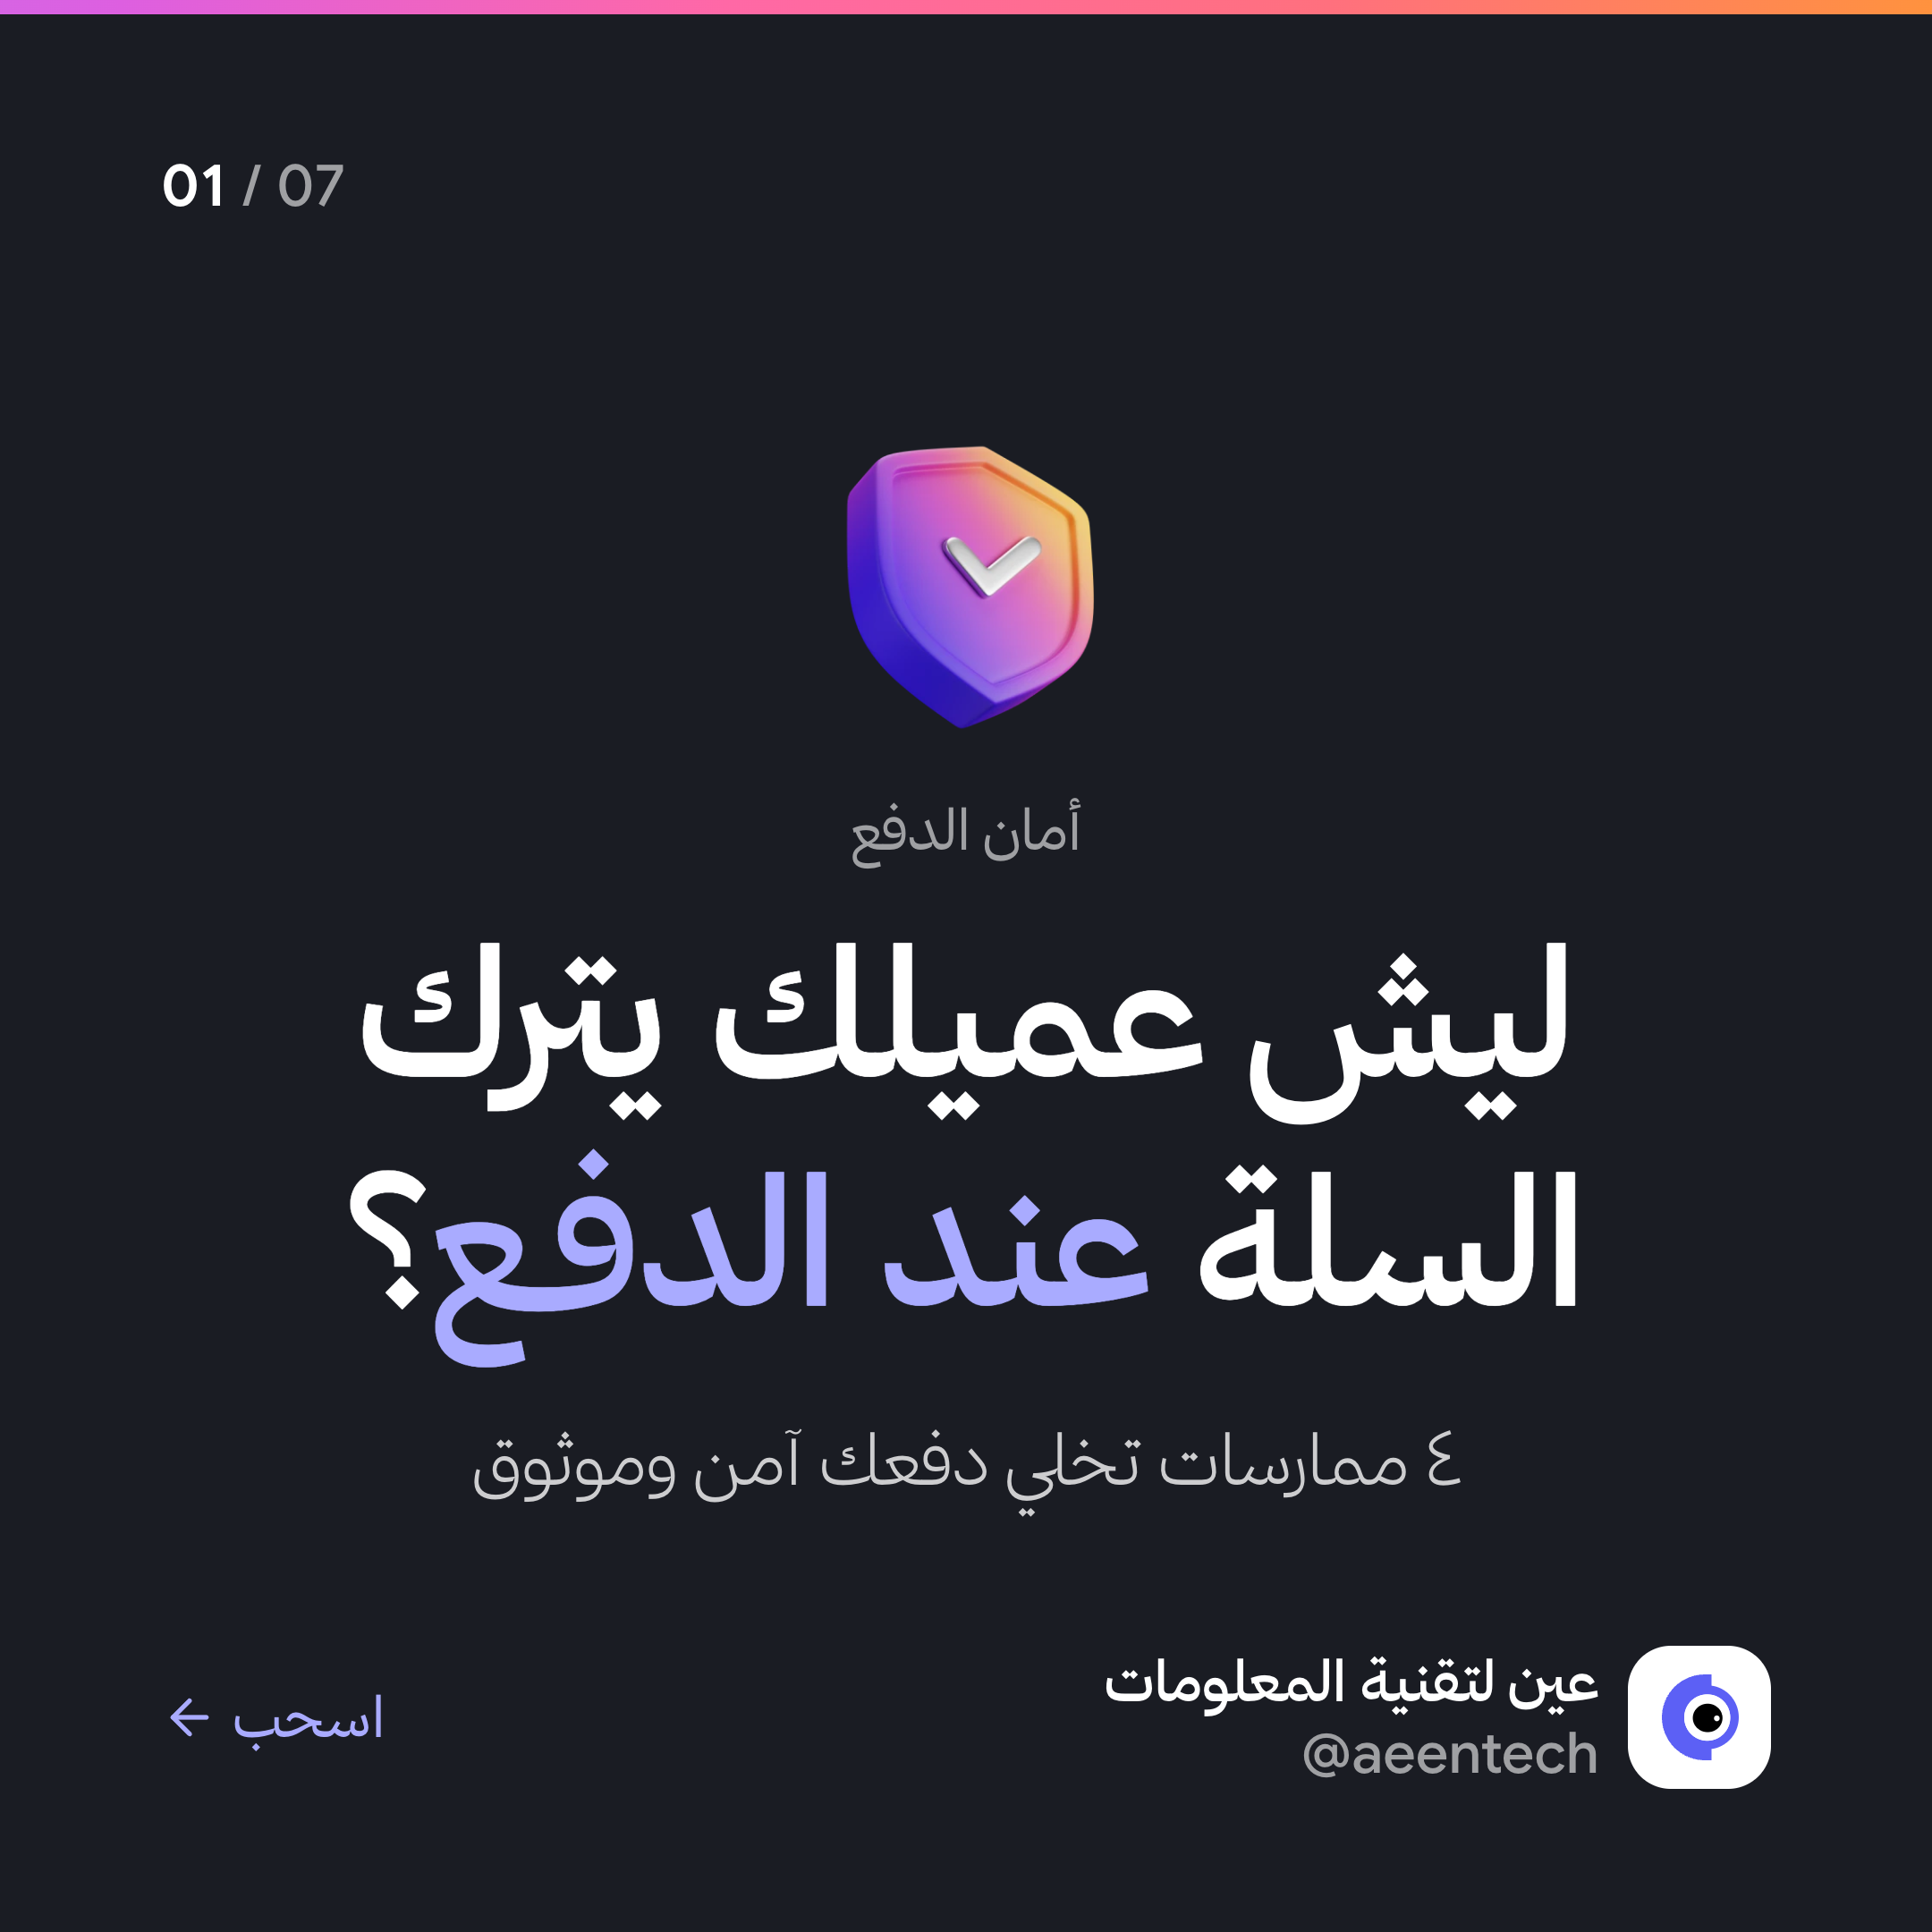 01 / 07
أمان الدفع
ليش عميلك يترك
السلة عند الدفع؟
٤ ممارسات تخلي دفعك آمن وموثوق
عين لتقنية المعلومات
@aeentech
اسحب ←